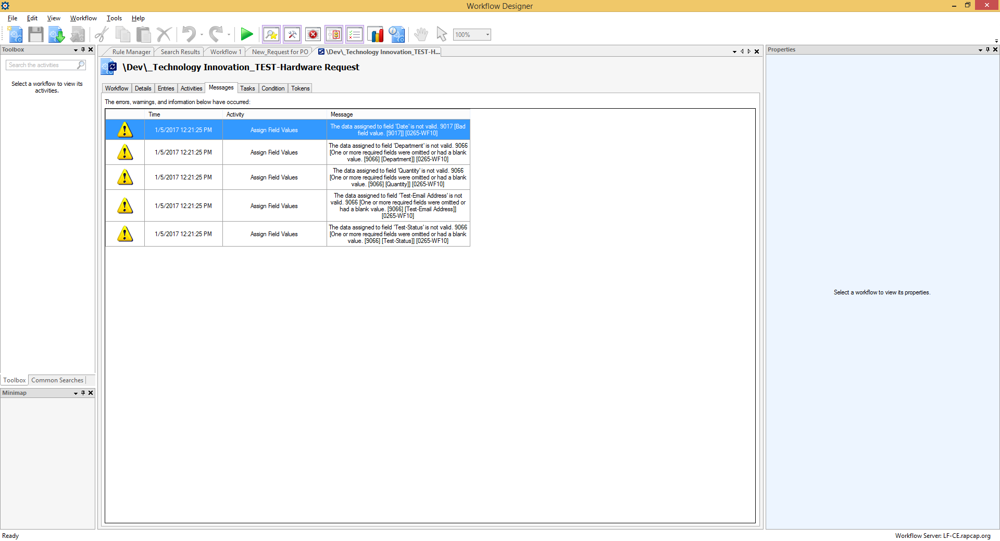 Workflow Designer
File Edit View Workflow Tools Help
100%
Toolbox
Search the activities
Select a workflow to view its
activities.
Toolbox Common Searches
Minimap
Rule Manager Search Results Workflow 1 New_Request for PO \Dev\_Technology Innovation_TEST-H...
\Dev\_Technology Innovation_TEST-Hardware Request
Workflow Details Entries Activities Messages Tasks Condition Tokens
The errors, warnings, and information below have occurred:
Time Activity Message
1/5/2017 12:21:25 PM Assign Field Values The data assigned to field 'Date' is not valid. 9017 [Bad
field value. [9017]] [0265-WF10]
1/5/2017 12:21:25 PM Assign Field Values The data assigned to field 'Department' is not valid. 9066
[One or more required fields were omitted or had a blank
value. [9066] [Department]] [0265-WF10]
1/5/2017 12:21:25 PM Assign Field Values The data assigned to field 'Quantity' is not valid. 9066
[One or more required fields were omitted or had a blank
value. [9066] [Quantity]] [0265-WF10]
1/5/2017 12:21:25 PM Assign Field Values The data assigned to field 'Test-Email Address' is not
valid. 9066 [One or more required fields were omitted or
had a blank value. [9066] [Test-Email Address]]
[0265-WF10]
1/5/2017 12:21:25 PM Assign Field Values The data assigned to field 'Test-Status' is not valid. 9066
[One or more required fields were omitted or had a blank
value. [9066] [Test-Status]] [0265-WF10]
Properties
Select a workflow to view its properties.
Ready
Workflow Server: LF-CE.rapcap.org